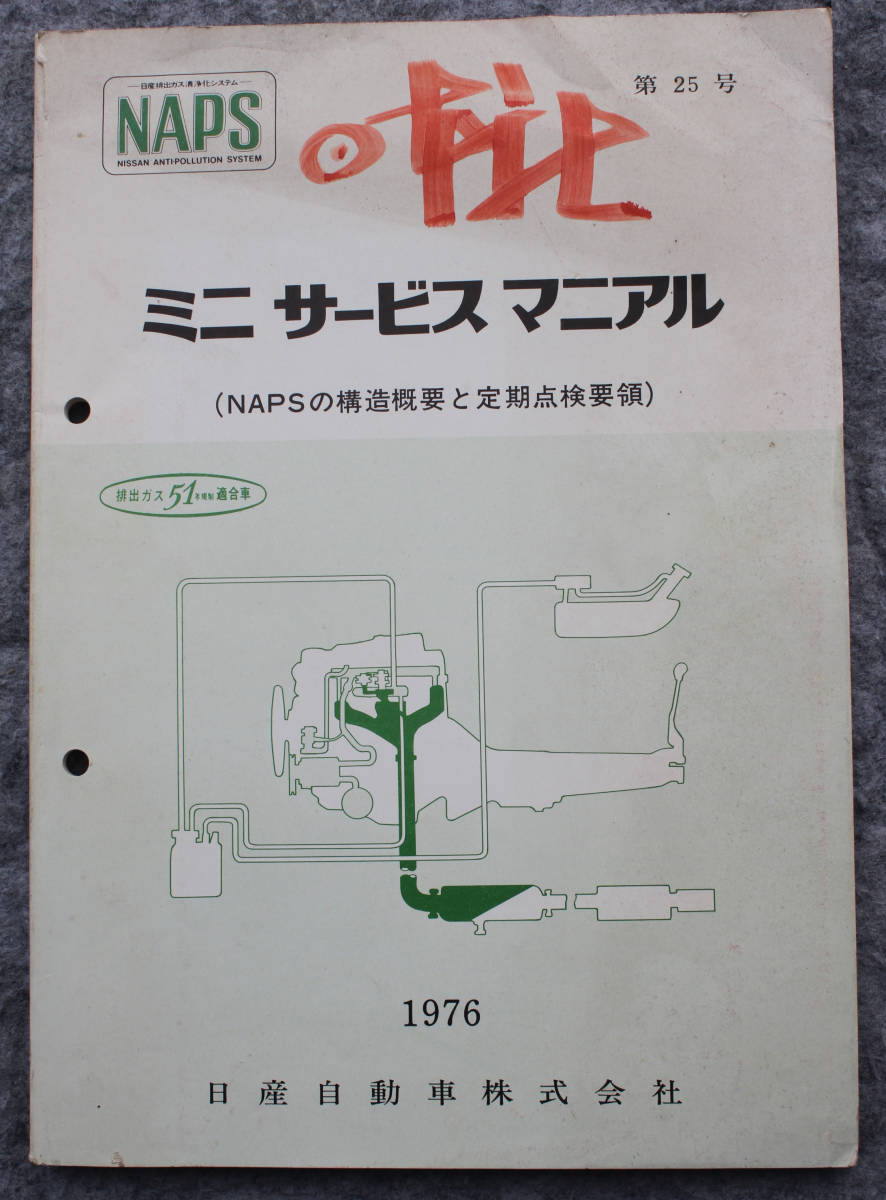 日産排出ガス清浄化システム
NAPS
NISSAN ANTI-POLLUTION SYSTEM
第 25 号
ミニ サービス マニアル
(NAPSの構造概要と定期点検要領)
排出ガス 51年規制 適合車
1976
日産自動車株式会社